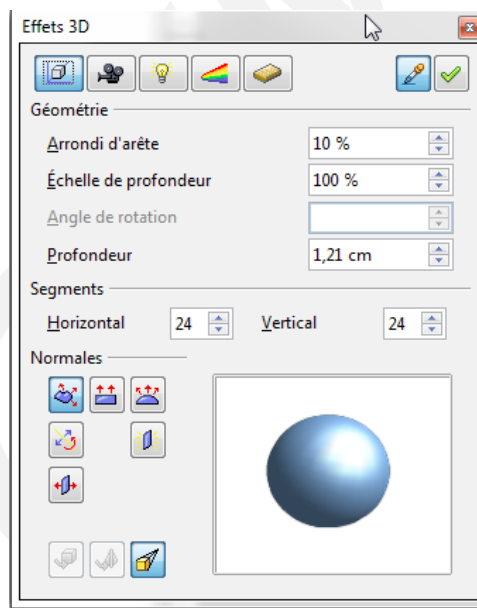 Effets 3D
Géométrie
Arrondi d'arête 10 %
Échelle de profondeur 100 %
Angle de rotation
Profondeur 1,21 cm
Segments
Horizontal 24 Vertical 24
Normales